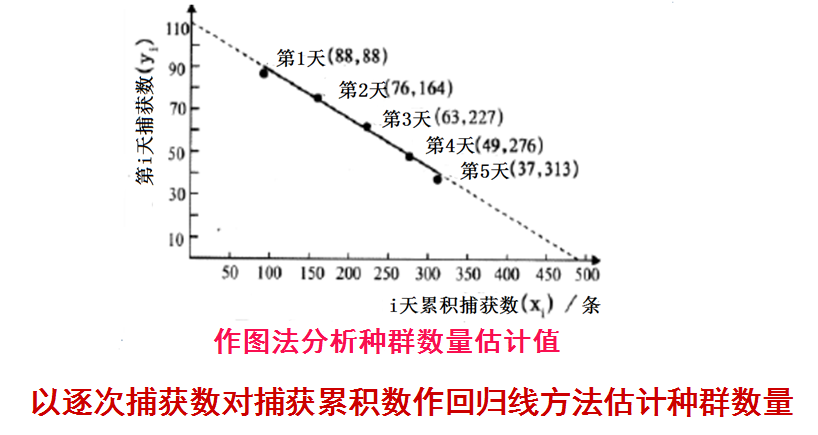 第i天捕获数(yi)
110
90
70
50
30
10
第1天(88,88)
第2天(76,164)
第3天(63,227)
第4天(49,276)
第5天(37,313)
50 100 150 200 250 300 350 400 450 500
i天累积捕获数(xi) / 条
作图法分析种群数量估计值
以逐次捕获数对捕获累积数作回归线方法估计种群数量